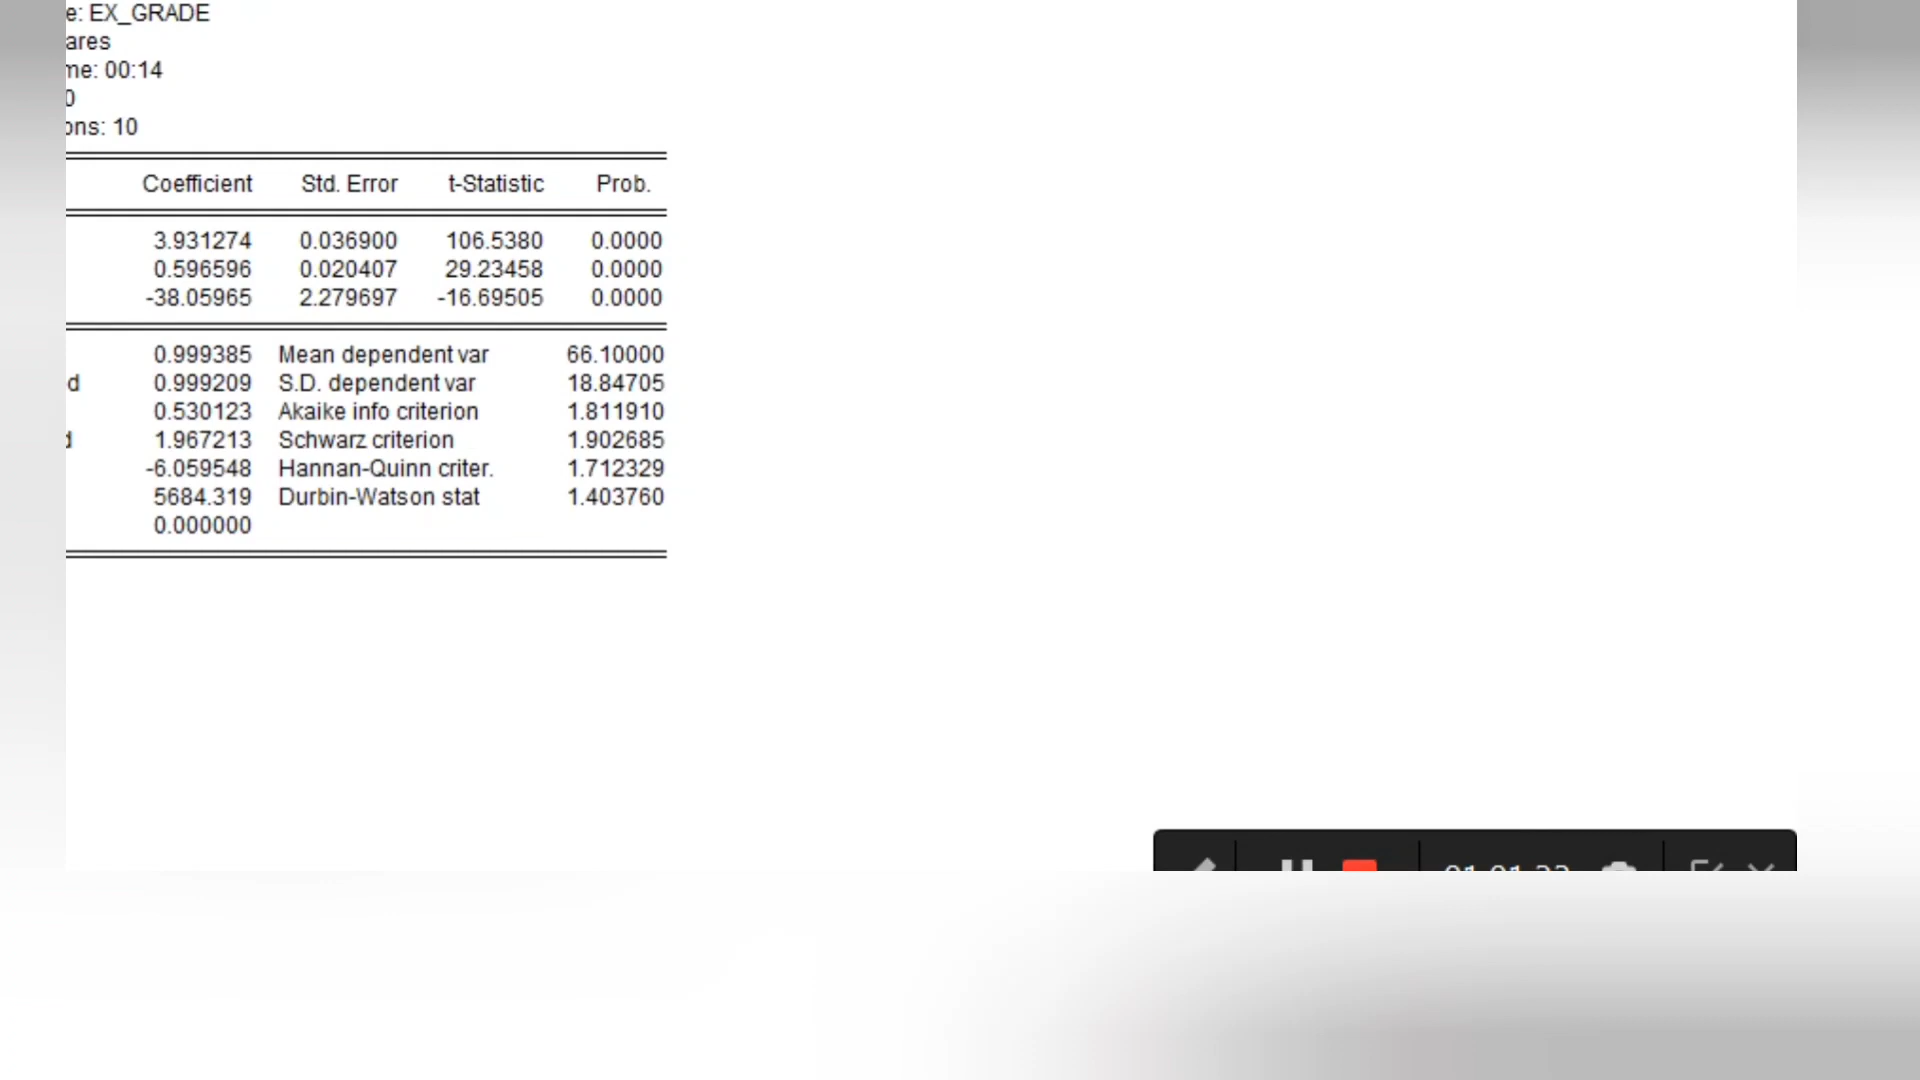 e: EX_GRADE
ares
me: 00:14
0
ons: 10
Coefficient Std. Error t-Statistic Prob.
3.931274 0.036900 106.5380 0.0000
0.596596 0.020407 29.23458 0.0000
-38.05965 2.279697 -16.69505 0.0000
0.999385 Mean dependent var 66.10000
d 0.999209 S.D. dependent var 18.84705
0.530123 Akaike info criterion 1.811910
d 1.967213 Schwarz criterion 1.902685
-6.059548 Hannan-Quinn criter. 1.712329
5684.319 Durbin-Watson stat 1.403760
0.000000